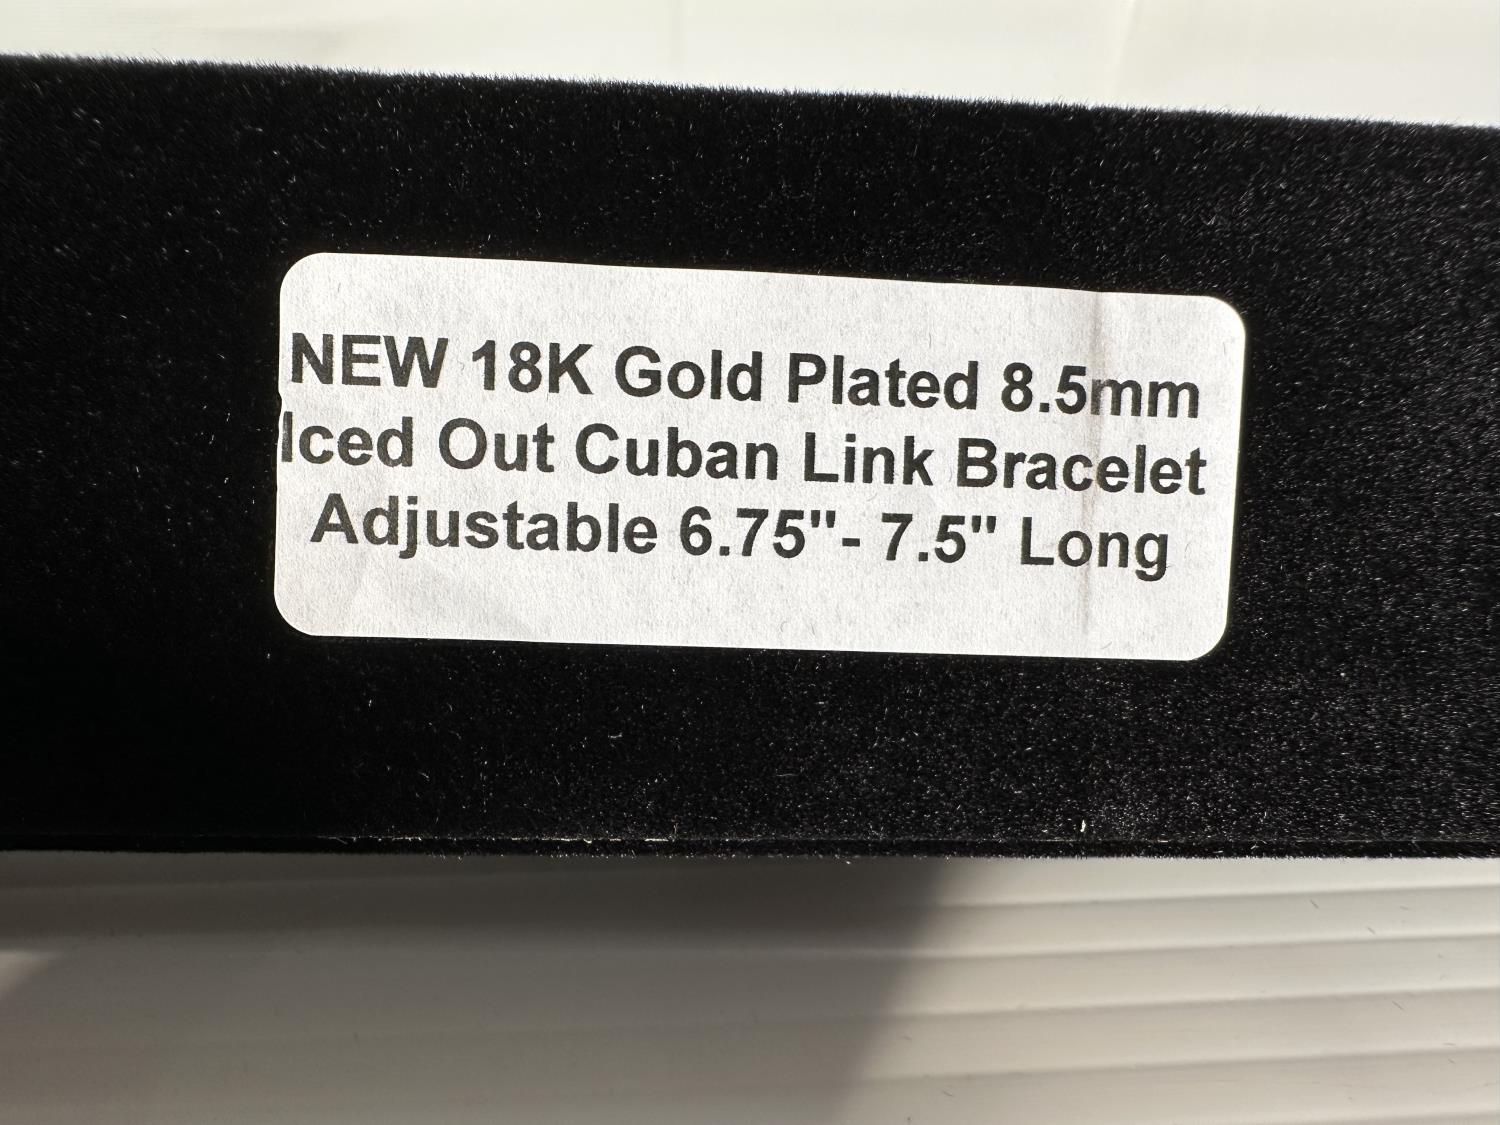 NEW 18K Gold Plated 8.5mm
Iced Out Cuban Link Bracelet
Adjustable 6.75"- 7.5" Long